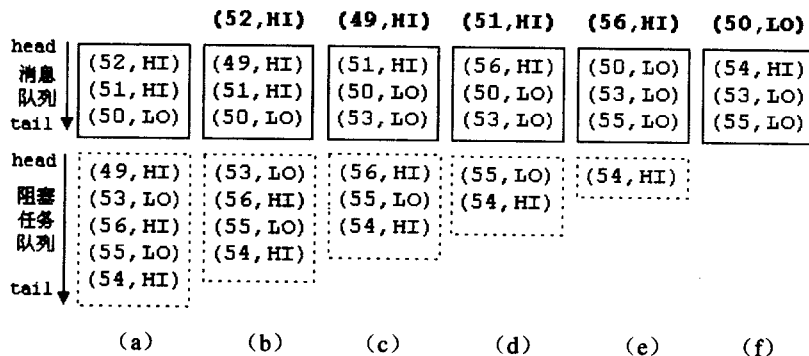 (52,HI) (49,HI) (51,HI) (56,HI) (50,LO)
head
消息
队列
tail
(52,HI) (49,HI) (51,HI) (56,HI) (50,LO) (54,HI)
(51,HI) (51,HI) (50,LO) (50,LO) (53,LO) (53,LO)
(50,LO) (50,LO) (53,LO) (53,LO) (55,LO) (55,LO)
head
阻塞
任务
队列
tail
(49,HI) (53,LO) (56,HI) (55,LO) (54,HI)
(53,LO) (56,HI) (55,LO) (54,HI)
(56,HI) (55,LO) (54,HI)
(55,LO) (54,HI)
(54,HI)
(a) (b) (c) (d) (e) (f)